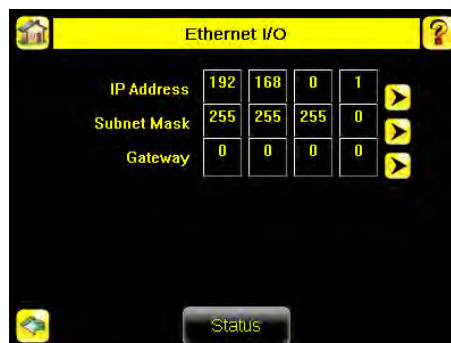 Ethernet I/O
IP Address 192 168 0 1
Subnet Mask 255 255 255 0
Gateway 0 0 0 0
Status